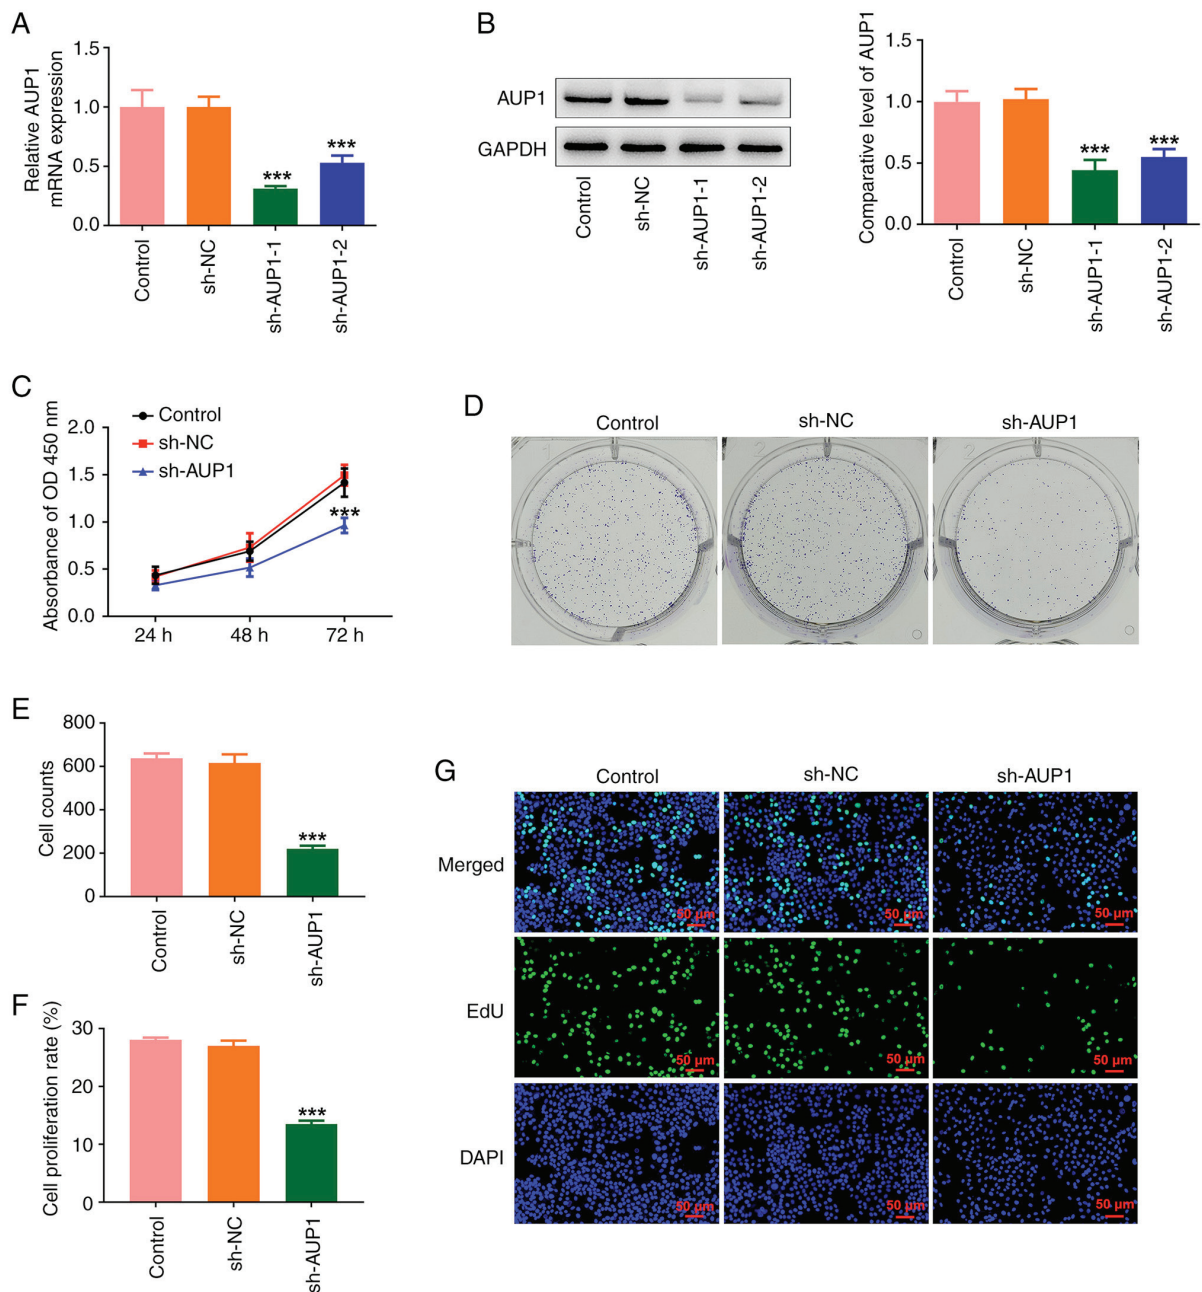 A
Relative AUP1
mRNA expression
1.5
1.0
0.5
0.0
***
***
Control
sh-NC
sh-AUP1-1
sh-AUP1-2
B
AUP1
GAPDH
Control
sh-NC
sh-AUP1-1
sh-AUP1-2
Comparative level of AUP1
1.5
1.0
0.5
0.0
***
***
Control
sh-NC
sh-AUP1-1
sh-AUP1-2
C
Absorbance of OD 450 nm
Control
sh-NC
sh-AUP1
2.0
1.5
1.0
0.5
0.0
***
24 h
48 h
72 h
D
Control
sh-NC
sh-AUP1
1
2
2
E
Cell counts
800
600
400
200
0
***
Control
sh-NC
sh-AUP1
F
Cell proliferation rate (%)
30
20
10
0
***
Control
sh-NC
sh-AUP1
G
Control
sh-NC
sh-AUP1
Merged
50 μm
50 μm
50 μm
EdU
50 μm
50 μm
50 μm
DAPI
50 μm
50 μm
50 μm